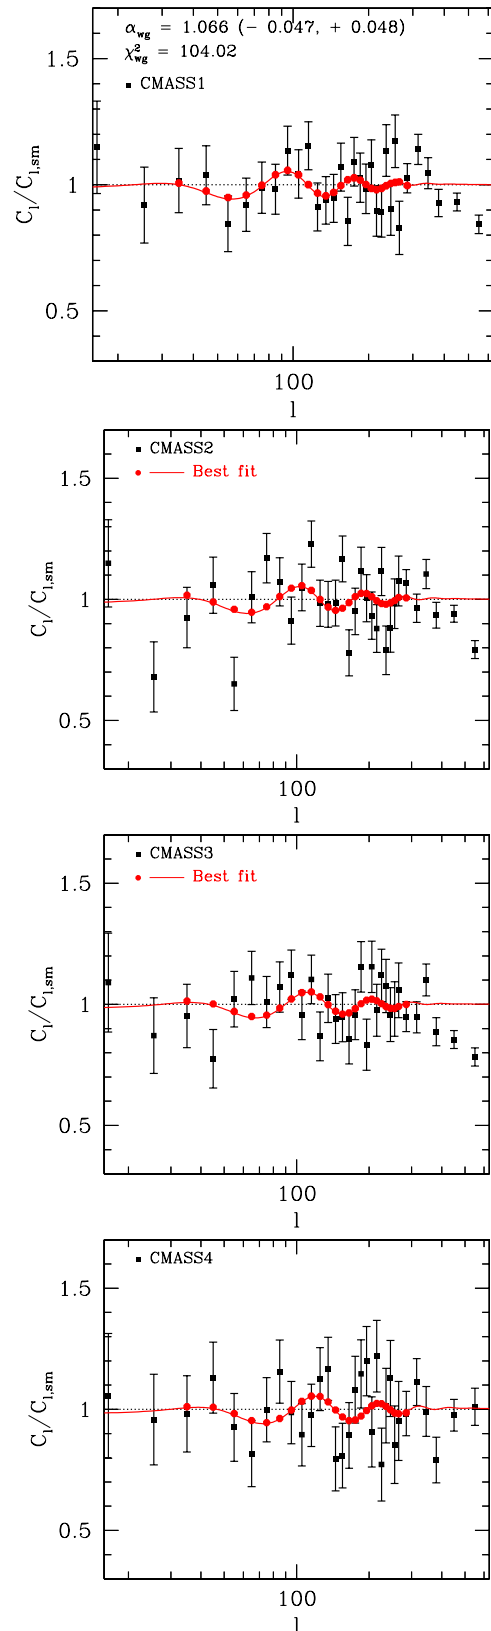 α_wg = 1.066 (− 0.047, + 0.048)
χ²_wg = 104.02
CMASS1
1.5
1
0.5
C_l/C_l,sm
100
l
CMASS2
Best fit
1.5
1
0.5
C_l/C_l,sm
100
l
CMASS3
Best fit
1.5
1
0.5
C_l/C_l,sm
100
l
CMASS4
1.5
1
0.5
C_l/C_l,sm
100
l